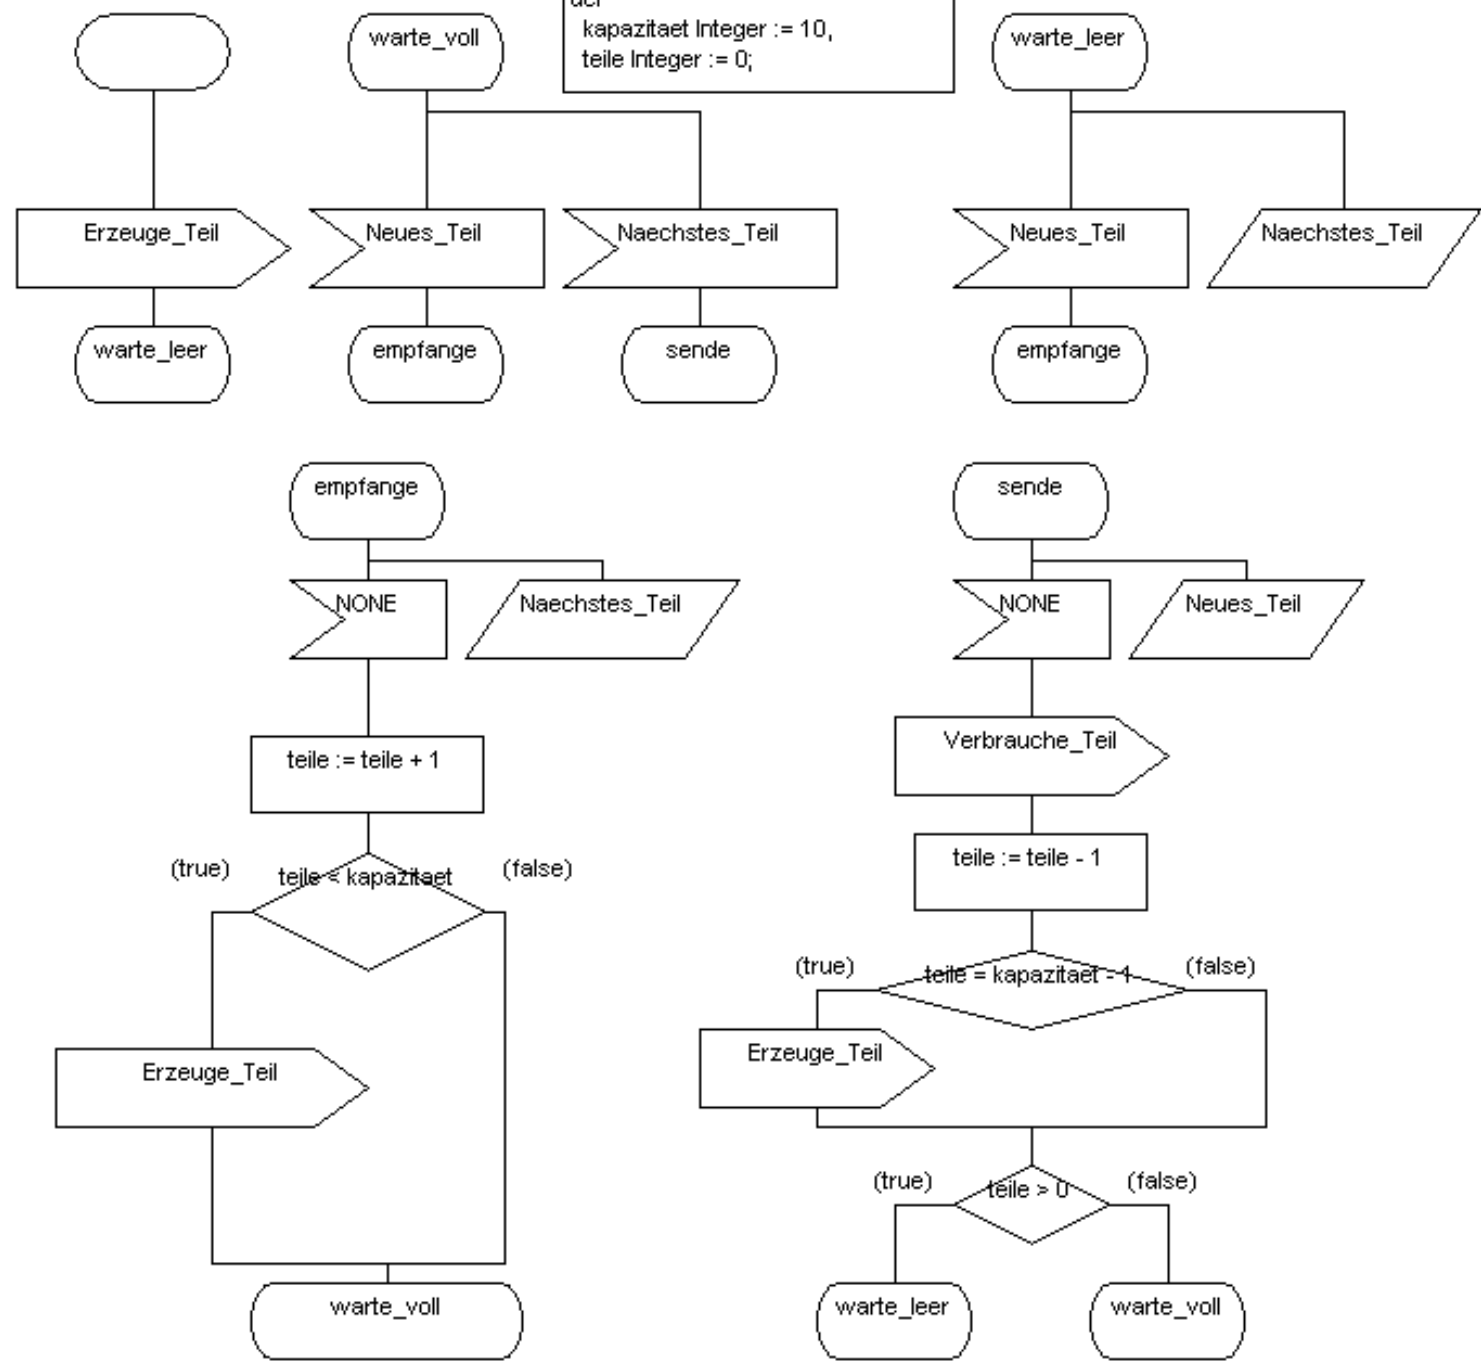 warte_voll
kapazitaet Integer := 10,
teile Integer := 0;
warte_leer
Erzeuge_Teil
Neues_Teil
Naechstes_Teil
Neues_Teil
Naechstes_Teil
warte_leer
empfange
sende
empfange
empfange
sende
NONE
Naechstes_Teil
NONE
Neues_Teil
Verbrauche_Teil
teile := teile + 1
teile := teile - 1
(true)
teile < kapazitaet
(false)
(true)
teile = kapazitaet - 1
(false)
Erzeuge_Teil
Erzeuge_Teil
(true)
teile > 0
(false)
warte_voll
warte_leer
warte_voll